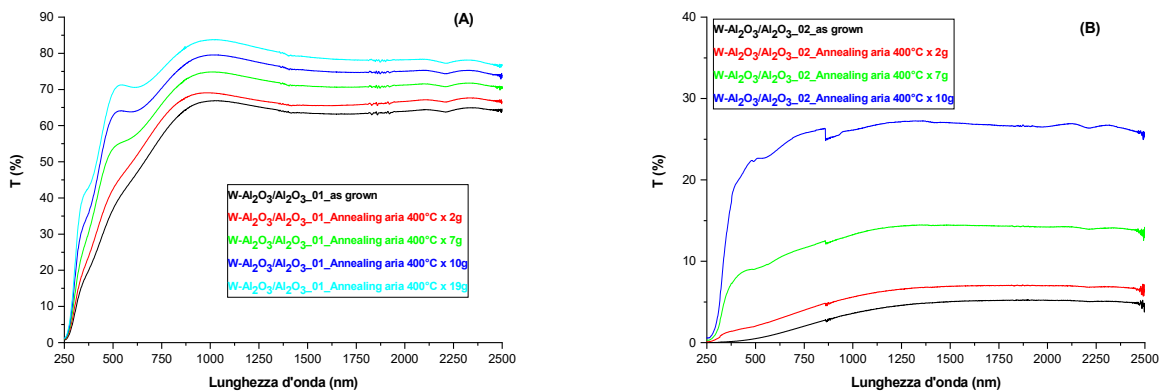 (A)
90
80
70
60
50
40
30
20
10
0
T (%)
W-Al2O3/Al2O3_01_as grown
W-Al2O3/Al2O3_01_Annealing aria 400°C x 2g
W-Al2O3/Al2O3_01_Annealing aria 400°C x 7g
W-Al2O3/Al2O3_01_Annealing aria 400°C x 10g
W-Al2O3/Al2O3_01_Annealing aria 400°C x 19g
250 500 750 1000 1250 1500 1750 2000 2250 2500
Lunghezza d'onda (nm)
(B)
40
30
20
10
0
T (%)
W-Al2O3/Al2O3_02_as grown
W-Al2O3/Al2O3_02_Annealing aria 400°C x 2g
W-Al2O3/Al2O3_02_Annealing aria 400°C x 7g
W-Al2O3/Al2O3_02_Annealing aria 400°C x 10g
250 500 750 1000 1250 1500 1750 2000 2250 2500
Lunghezza d'onda (nm)